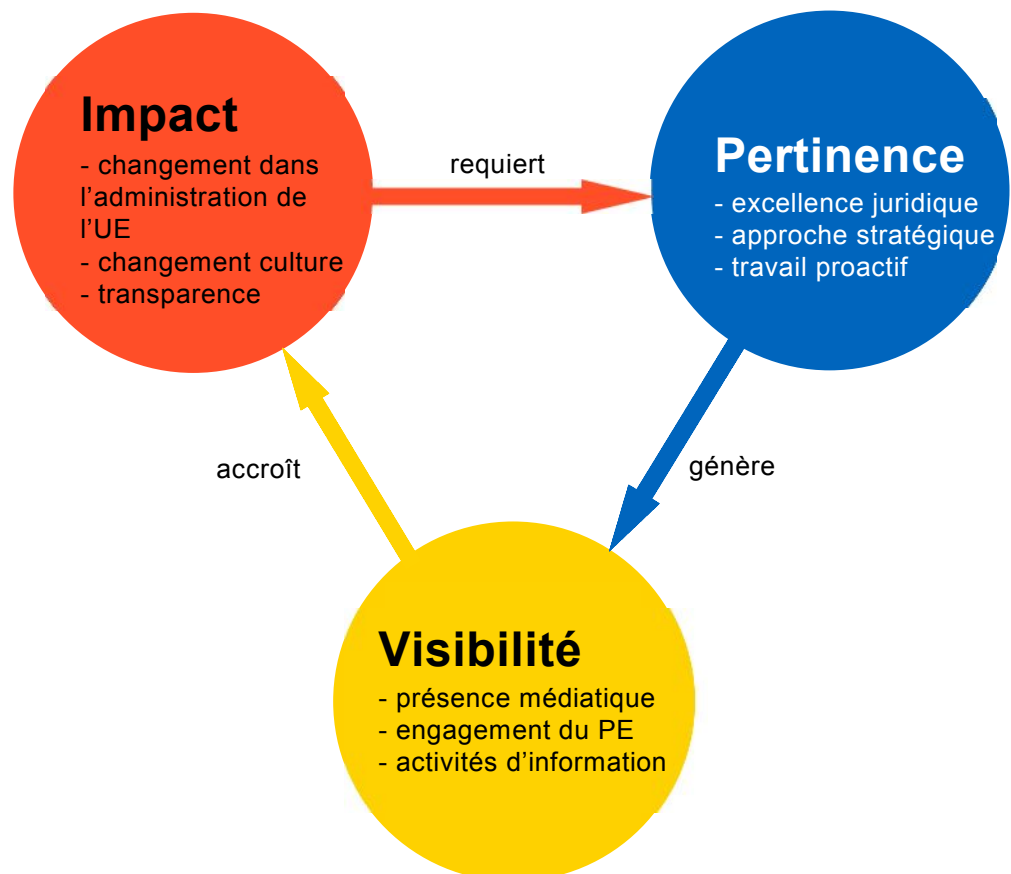 Impact
- changement dans
l’administration de
l’UE
- changement culture
- transparence
requiert
Pertinence
- excellence juridique
- approche stratégique
- travail proactif
génère
accroît
Visibilité
- présence médiatique
- engagement du PE
- activités d’information